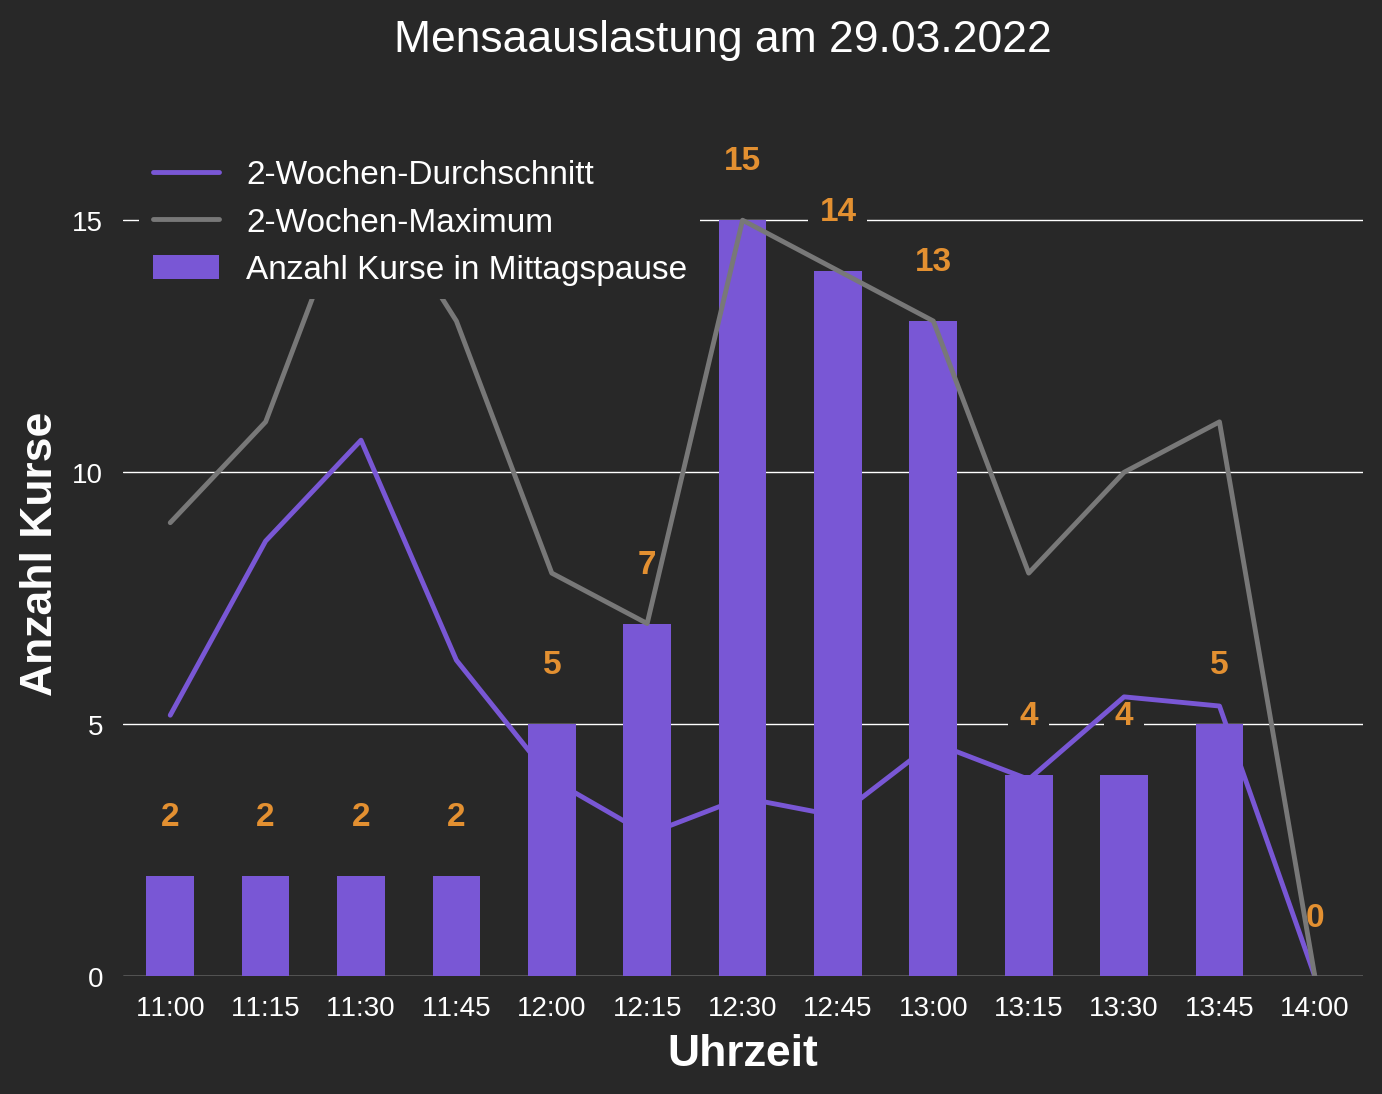 Mensaauslastung am 29.03.2022
2-Wochen-Durchschnitt
2-Wochen-Maximum
Anzahl Kurse in Mittagspause
15
14
13
7
5
5
4
4
2
2
2
2
0
Anzahl Kurse
15
10
5
0
11:00 11:15 11:30 11:45 12:00 12:15 12:30 12:45 13:00 13:15 13:30 13:45 14:00
Uhrzeit